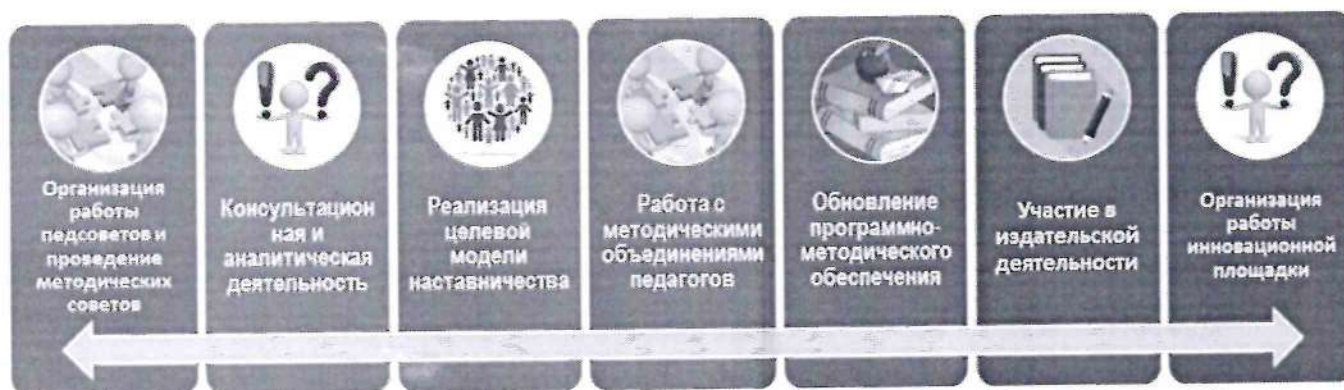 Организация
работы
педсоветов и
проведение
методических
советов
Консультацион
ная и
аналитическая
деятельность
Реализация
целевой
модели
наставничества
Работа с
методическими
объединениями
педагогов
Обновление
программно-
методического
обеспечения
Участие в
издательской
деятельности
Организация
работы
инновационной
площадки